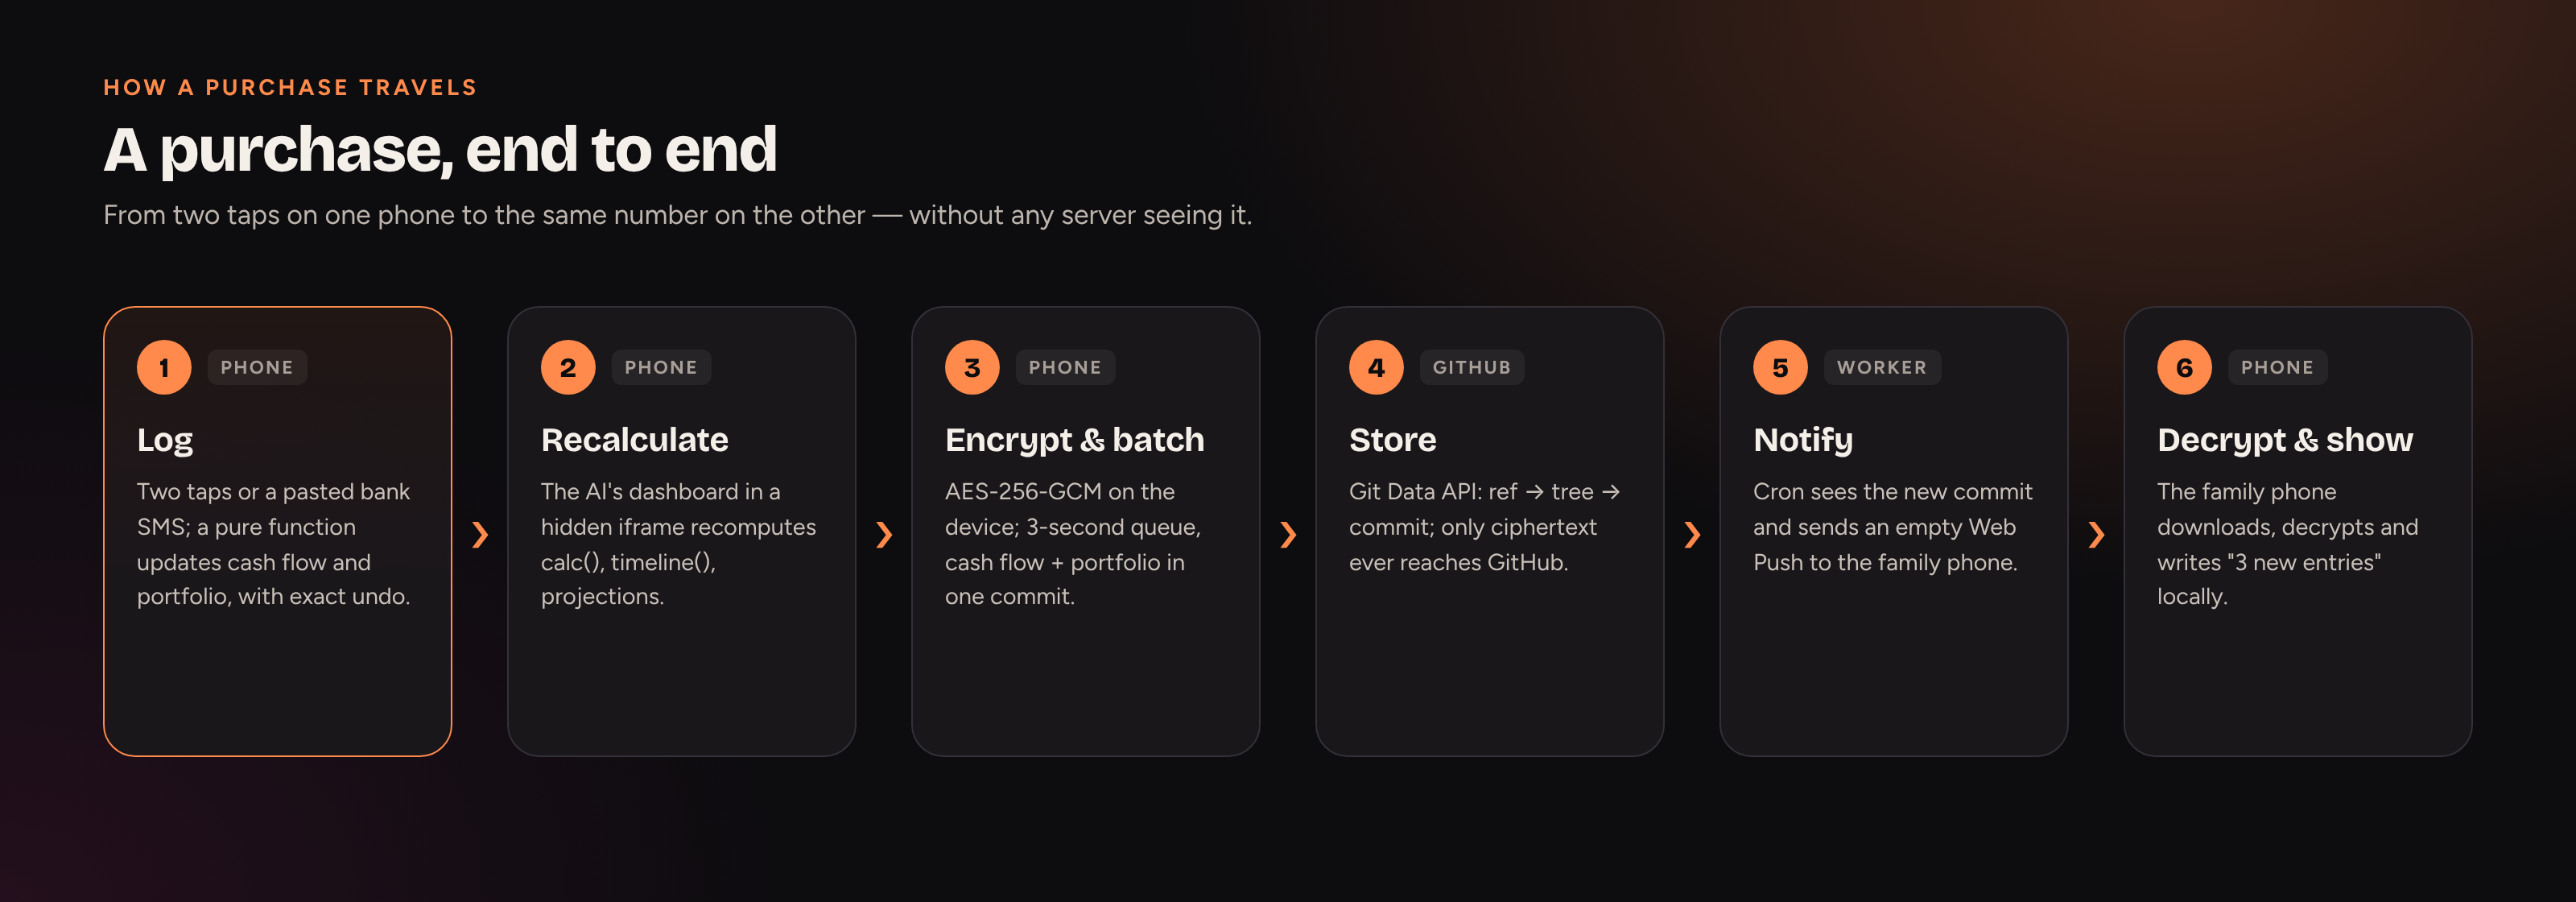 HOW A PURCHASE TRAVELS
A purchase, end to end
From two taps on one phone to the same number on the other — without any server seeing it.
1 PHONE
Log
Two taps or a pasted bank
SMS; a pure function
updates cash flow and
portfolio, with exact undo.
❯
2 PHONE
Recalculate
The AI's dashboard in a
hidden iframe recomputes
calc(), timeline(),
projections.
❯
3 PHONE
Encrypt & batch
AES-256-GCM on the
device; 3-second queue,
cash flow + portfolio in
one commit.
❯
4 GITHUB
Store
Git Data API: ref → tree →
commit; only ciphertext
ever reaches GitHub.
❯
5 WORKER
Notify
Cron sees the new commit
and sends an empty Web
Push to the family phone.
❯
6 PHONE
Decrypt & show
The family phone
downloads, decrypts and
writes "3 new entries"
locally.